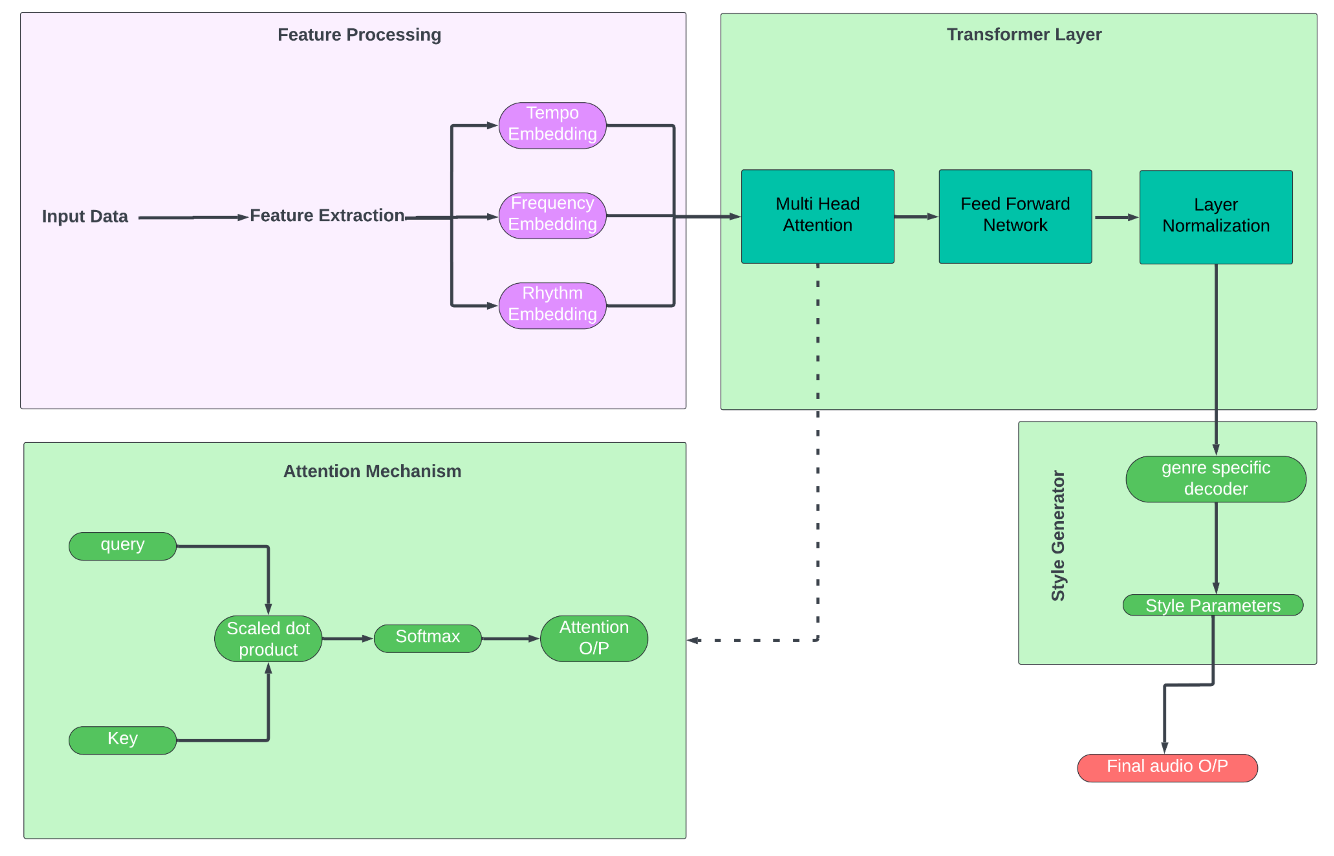 Feature Processing
Input Data
Feature Extraction
Tempo
Embedding
Frequency
Embedding
Rhythm
Embedding
Transformer Layer
Multi Head
Attention
Feed Forward
Network
Layer
Normalization
Attention Mechanism
query
Key
Scaled dot
product
Softmax
Attention
O/P
Style Generator
genre specific
decoder
Style Parameters
Final audio O/P